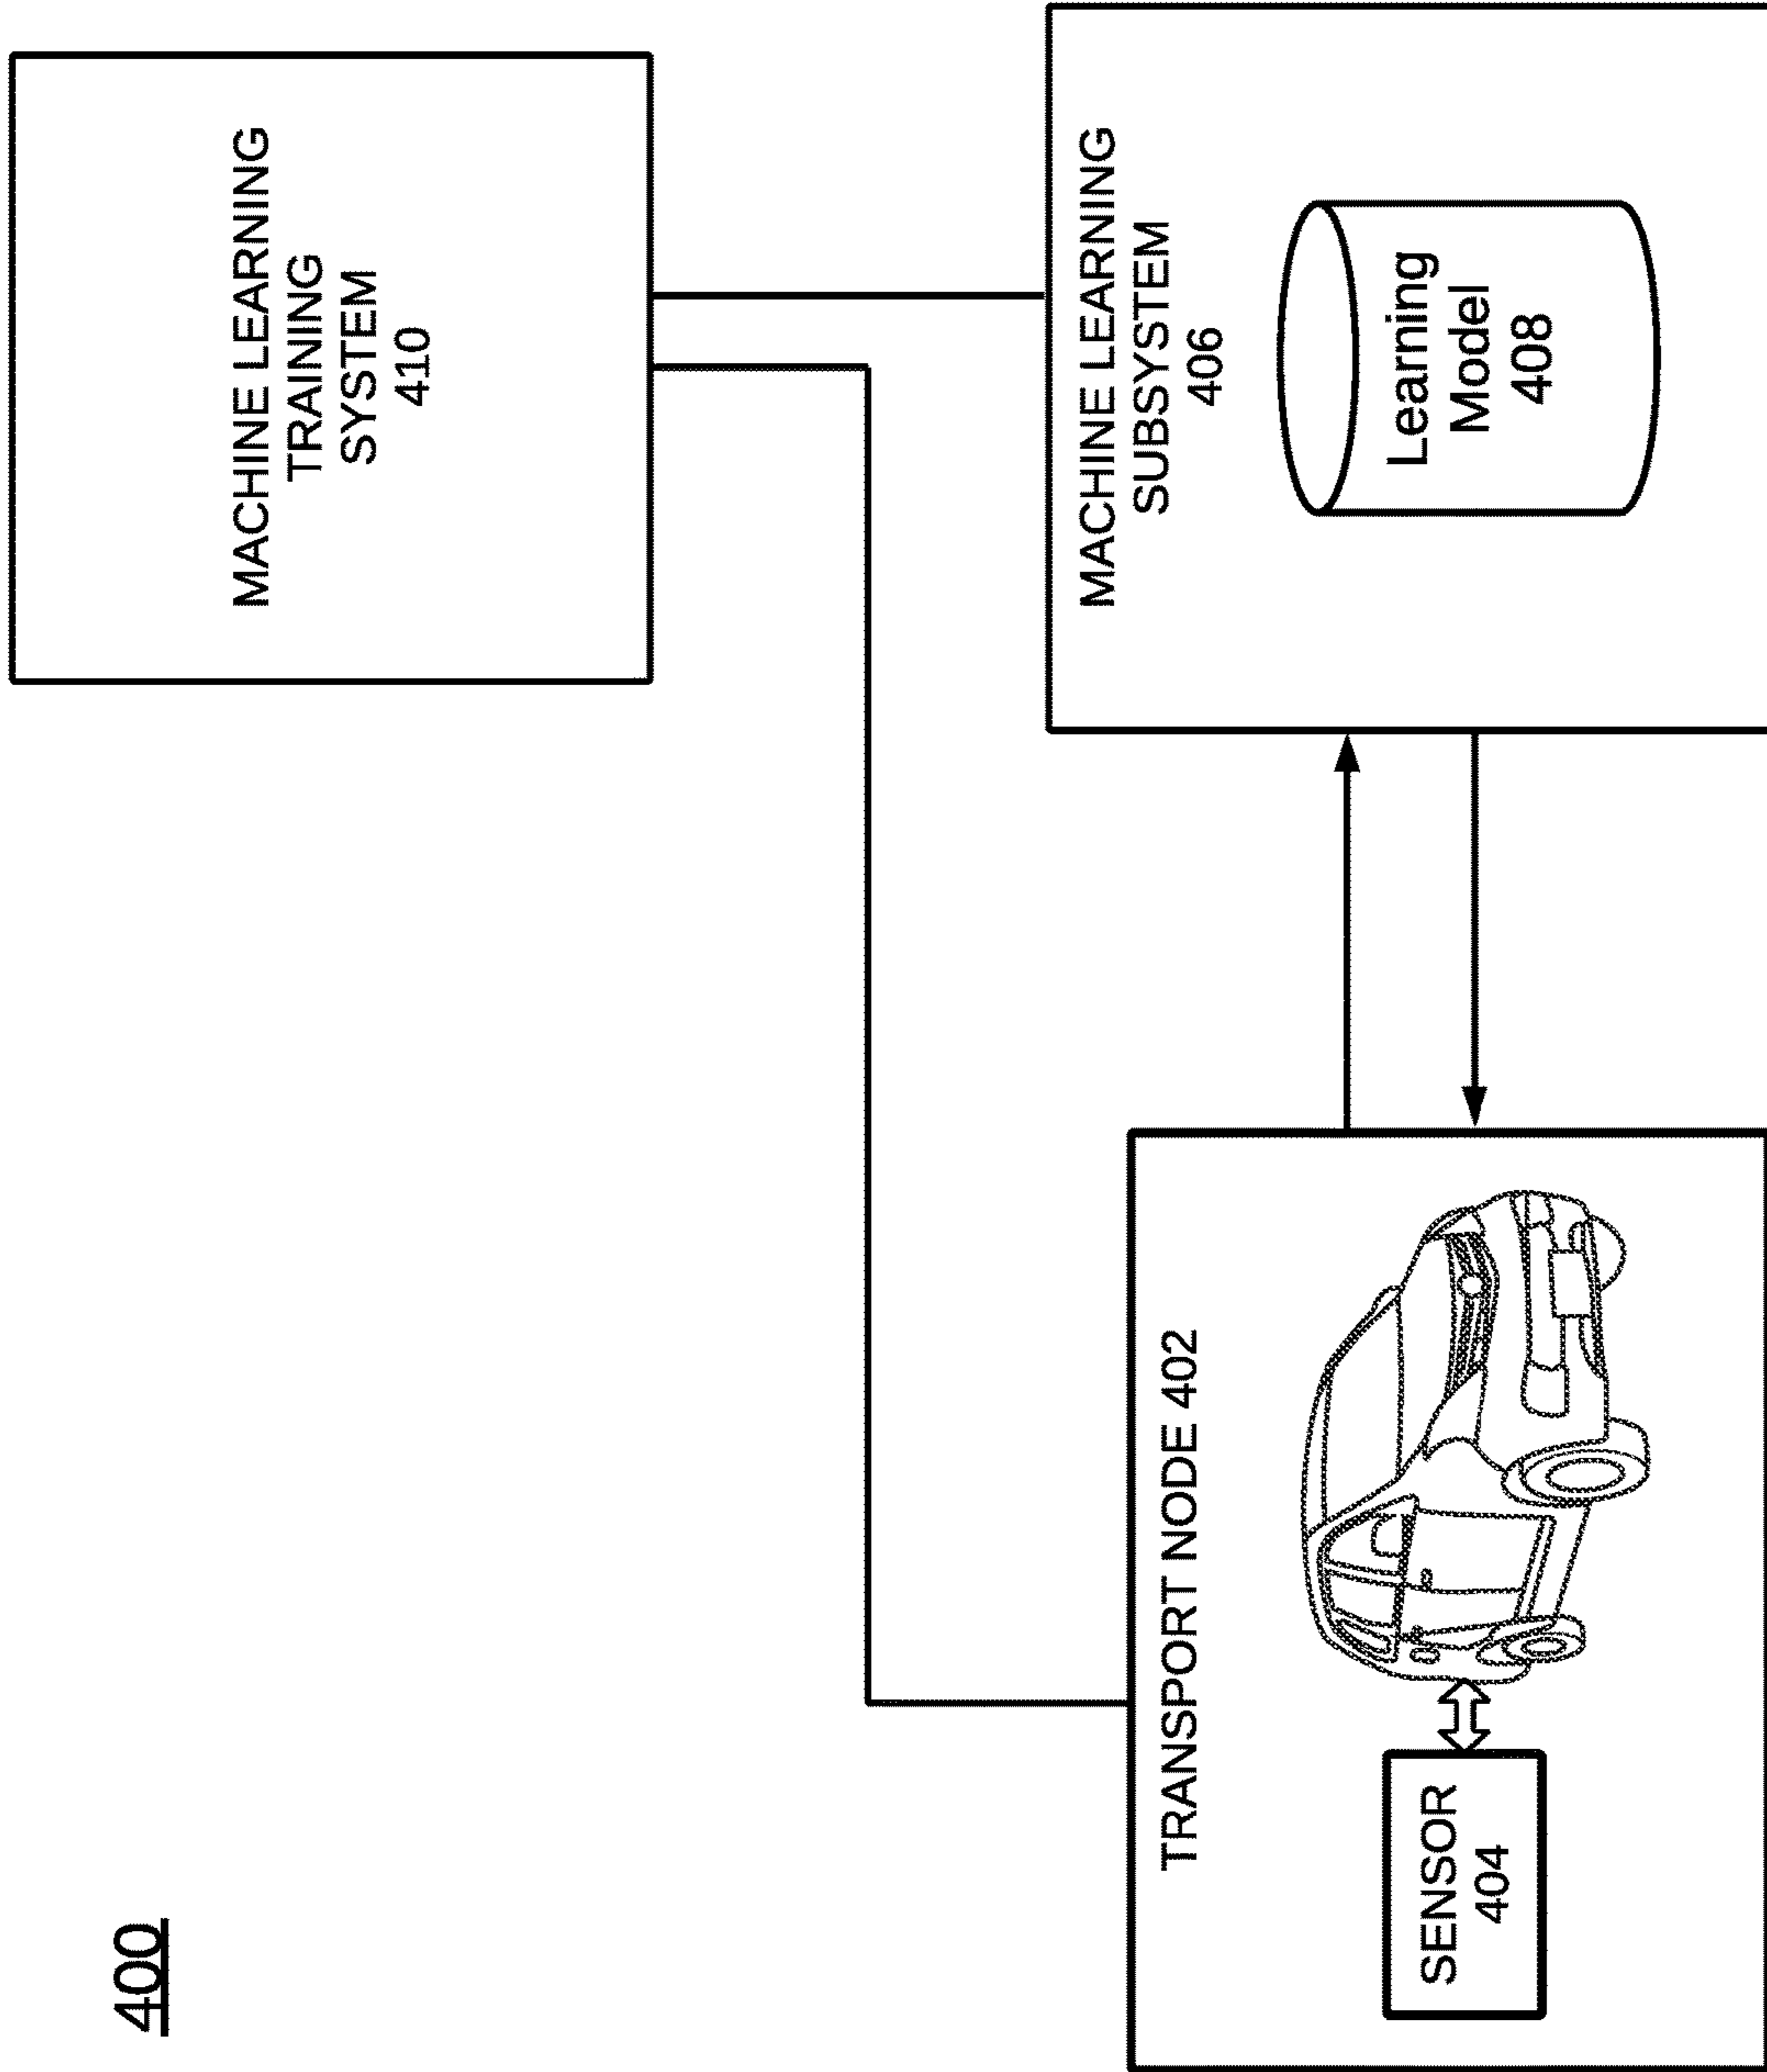 400
MACHINE LEARNING
TRAINING
SYSTEM
410
TRANSPORT NODE 402
SENSOR
404
MACHINE LEARNING
SUBSYSTEM
406
Learning
Model
408